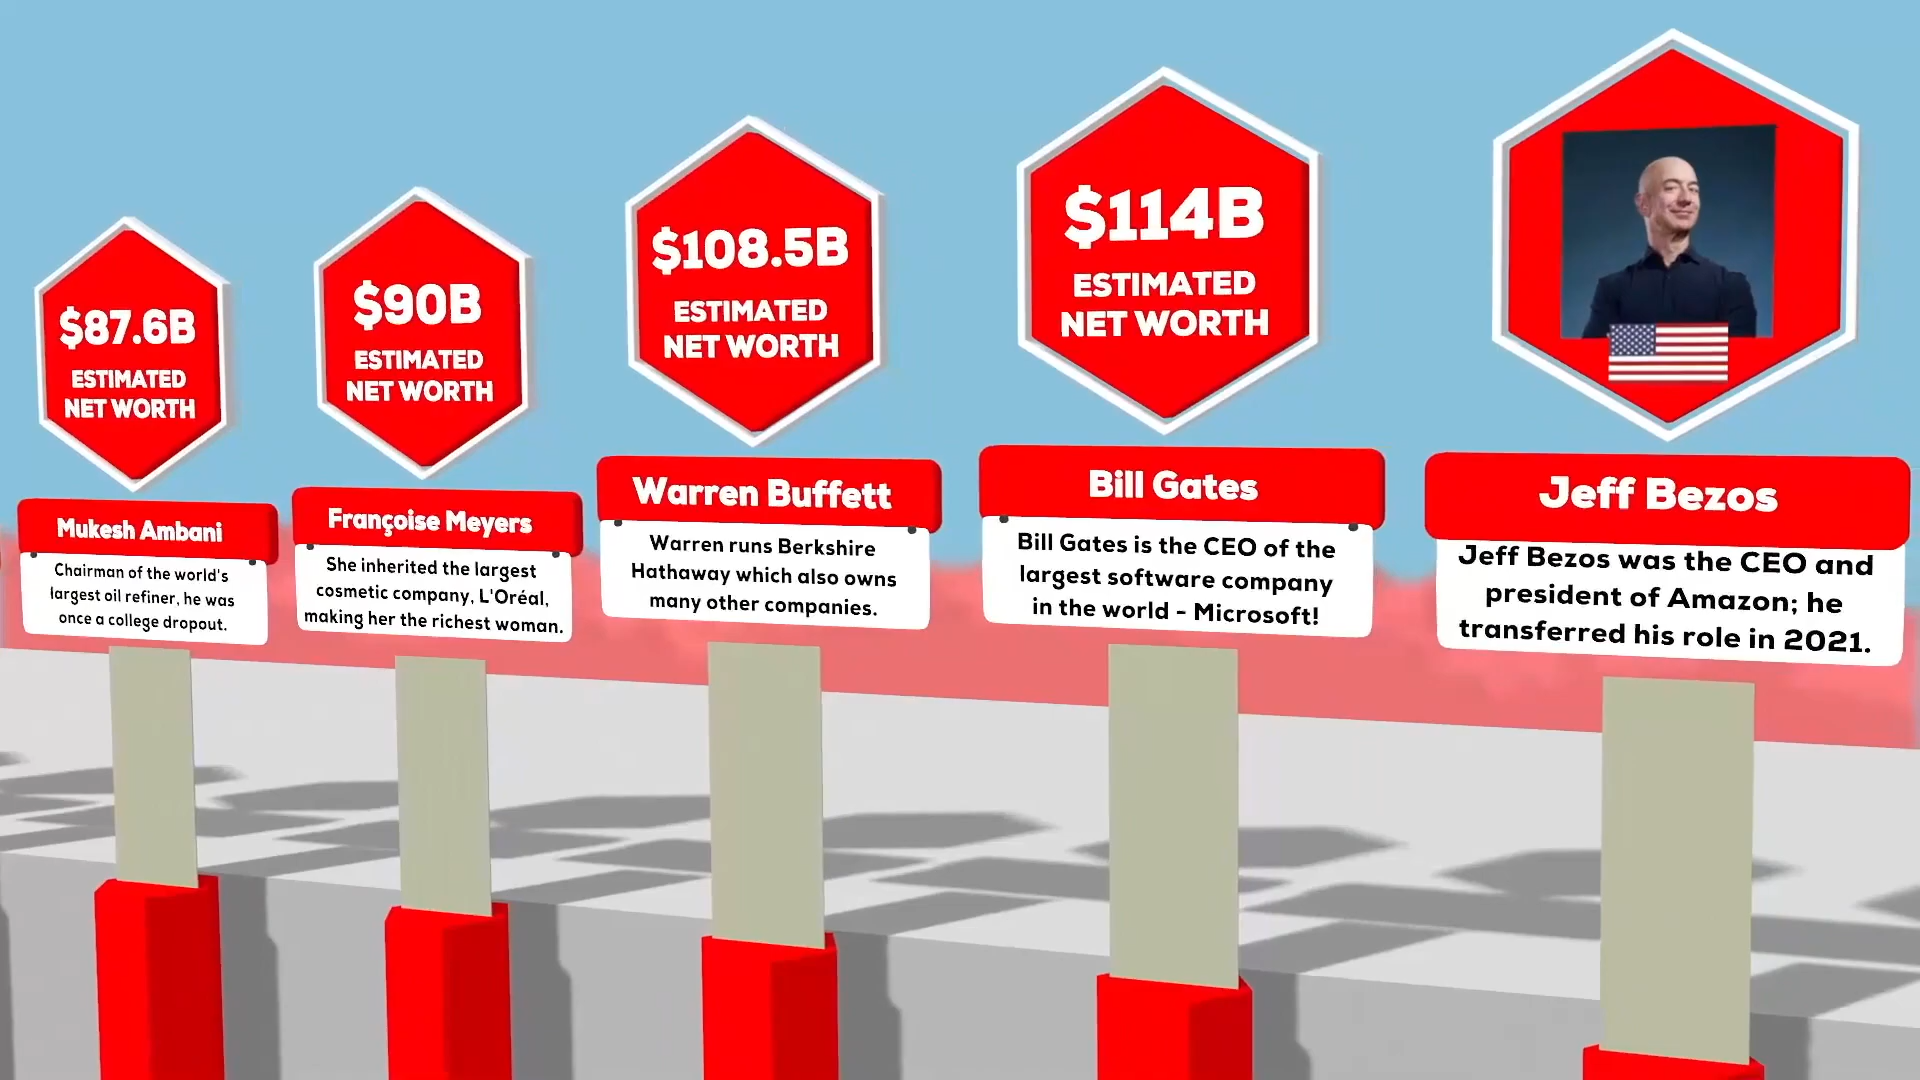 $87.6B
ESTIMATED
NET WORTH
Mukesh Ambani
Chairman of the world's
largest oil refiner, he was
once a college dropout.
$90B
ESTIMATED
NET WORTH
Françoise Meyers
She inherited the largest
cosmetic company, L'Oréal,
making her the richest woman.
$108.5B
ESTIMATED
NET WORTH
Warren Buffett
Warren runs Berkshire
Hathaway which also owns
many other companies.
$114B
ESTIMATED
NET WORTH
Bill Gates
Bill Gates is the CEO of the
largest software company
in the world - Microsoft!
Jeff Bezos
Jeff Bezos was the CEO and
president of Amazon; he
transferred his role in 2021.